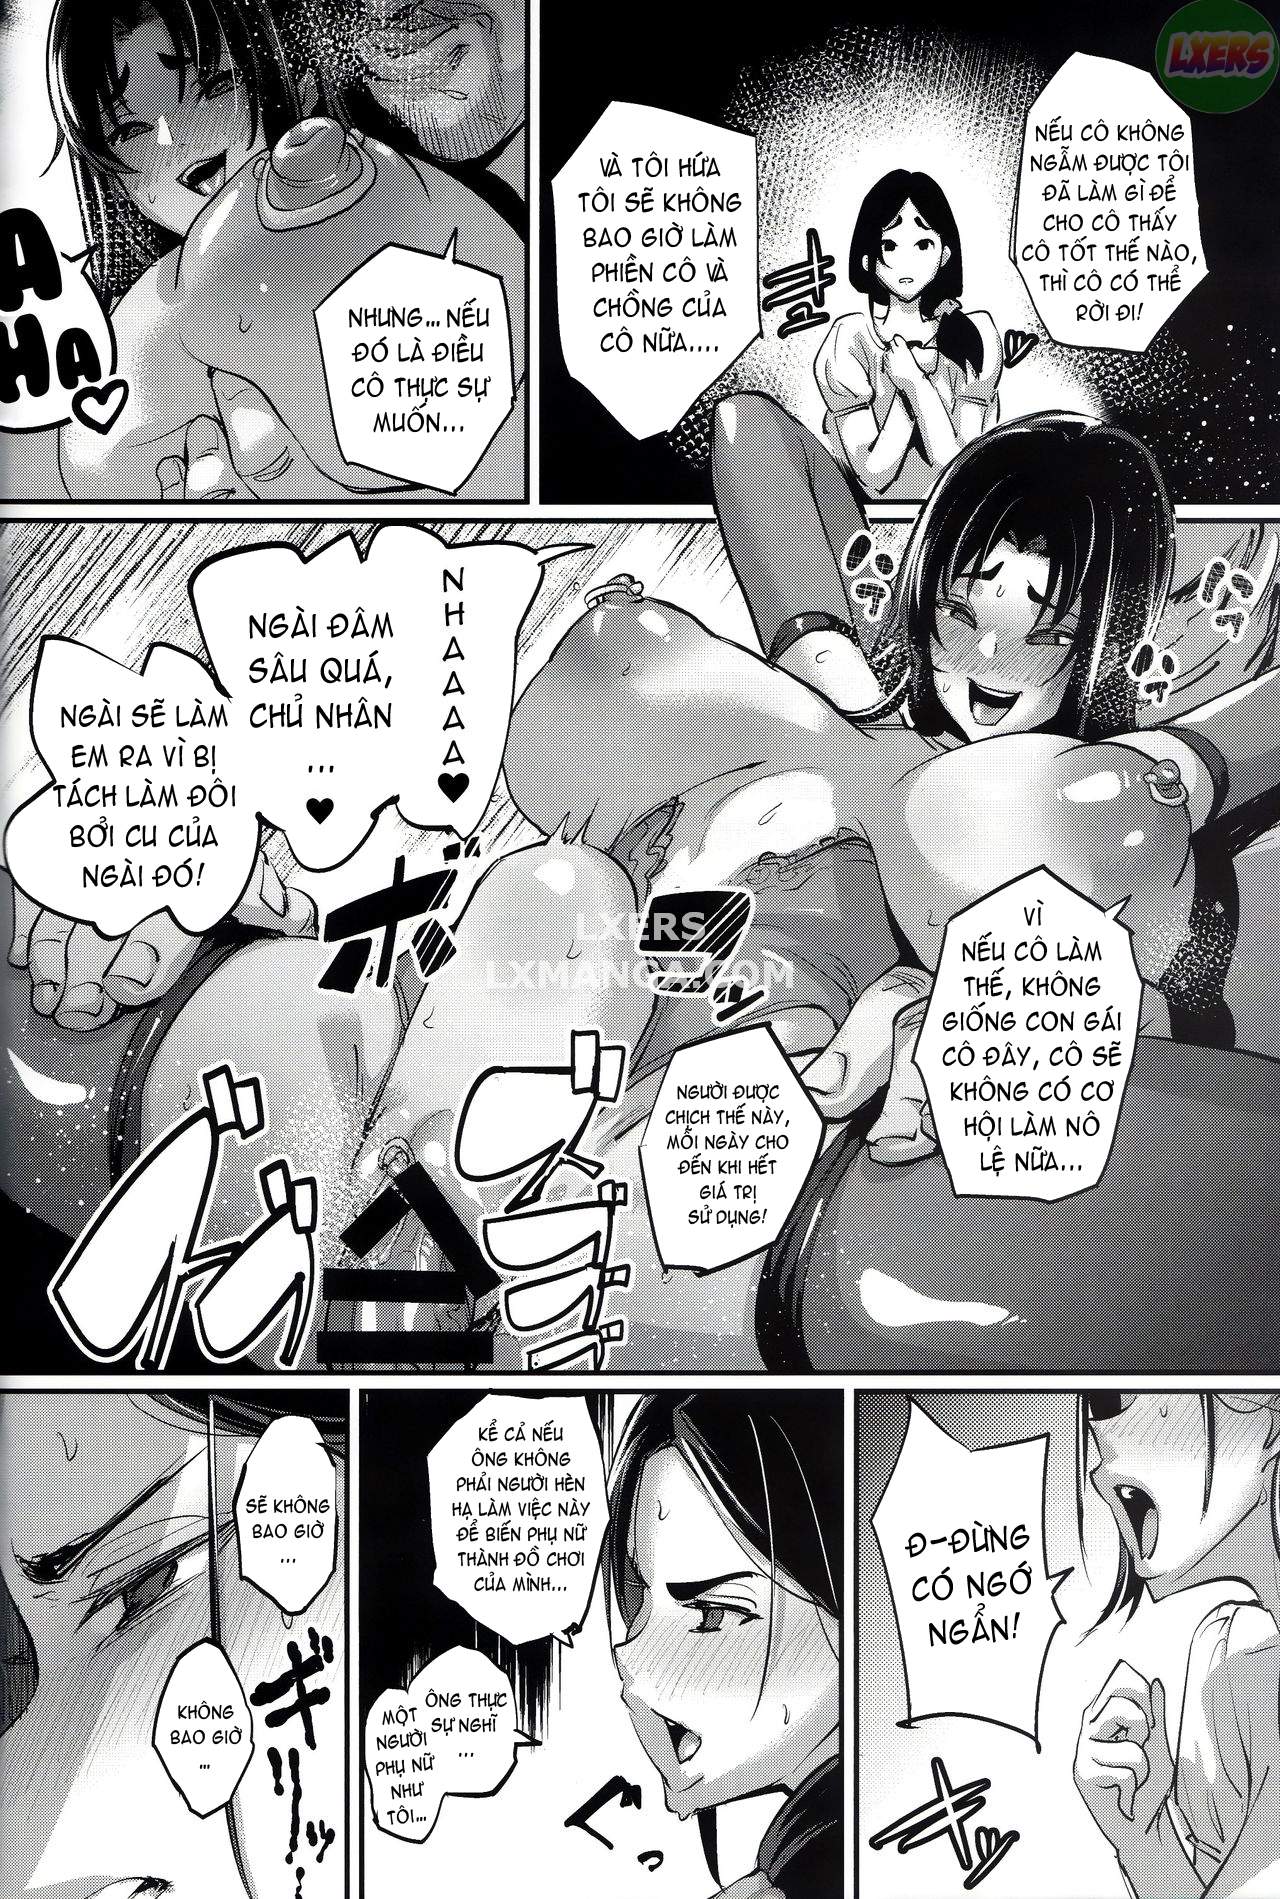 LXERS
NẾU CÔ KHÔNG
NGẪM ĐƯỢC TÔI
ĐÃ LÀM GÌ ĐỂ
CHO CÔ THẤY
CÔ TỐT THẾ NÀO,
THÌ CÔ CÓ THỂ
RỜI ĐI!
VÀ TÔI HỨA
TÔI SẼ KHÔNG
BAO GIỜ LÀM
PHIỀN CÔ VÀ
CHỒNG CỦA
CÔ NỮA....
NHƯNG... NẾU
ĐÓ LÀ ĐIỀU
CÔ THỰC SỰ
MUỐN...
A
HA♡
NHAAA♥
NGÀI ĐÂM
SÂU QUÁ,
CHỦ NHÂN
...
♥
NGÀI SẼ LÀM
EM RA VÌ BỊ
TÁCH LÀM ĐÔI
BỞI CU CỦA
NGÀI ĐÓ!
VÌ
NẾU CÔ LÀM
THẾ, KHÔNG
GIỐNG CON GÁI
CÔ ĐÂY, CÔ SẼ
KHÔNG CÓ CƠ
HỘI LÀM NÔ
LỆ NỮA...
NGƯỜI ĐƯỢC
CHỊCH THẾ NÀY,
MỖI NGÀY CHO
ĐẾN KHI HẾT
GIÁ TRỊ
SỬ DỤNG!
LXERS
LXMANGA.COM
Đ-ĐỪNG
CÓ NGỚ
NGẨN!
KỂ CẢ NẾU
ÔNG KHÔNG
PHẢI NGƯỜI HÈN
HẠ LÀM VIỆC NÀY
ĐỂ BIẾN PHỤ NỮ
THÀNH ĐỒ CHƠI
CỦA MÌNH...
ÔNG THỰC
SỰ NGHĨ
...
MỘT
NGƯỜI
PHỤ NỮ
NHƯ
TÔI...
SẼ KHÔNG
BAO GIỜ
...
KHÔNG
BAO GIỜ
...